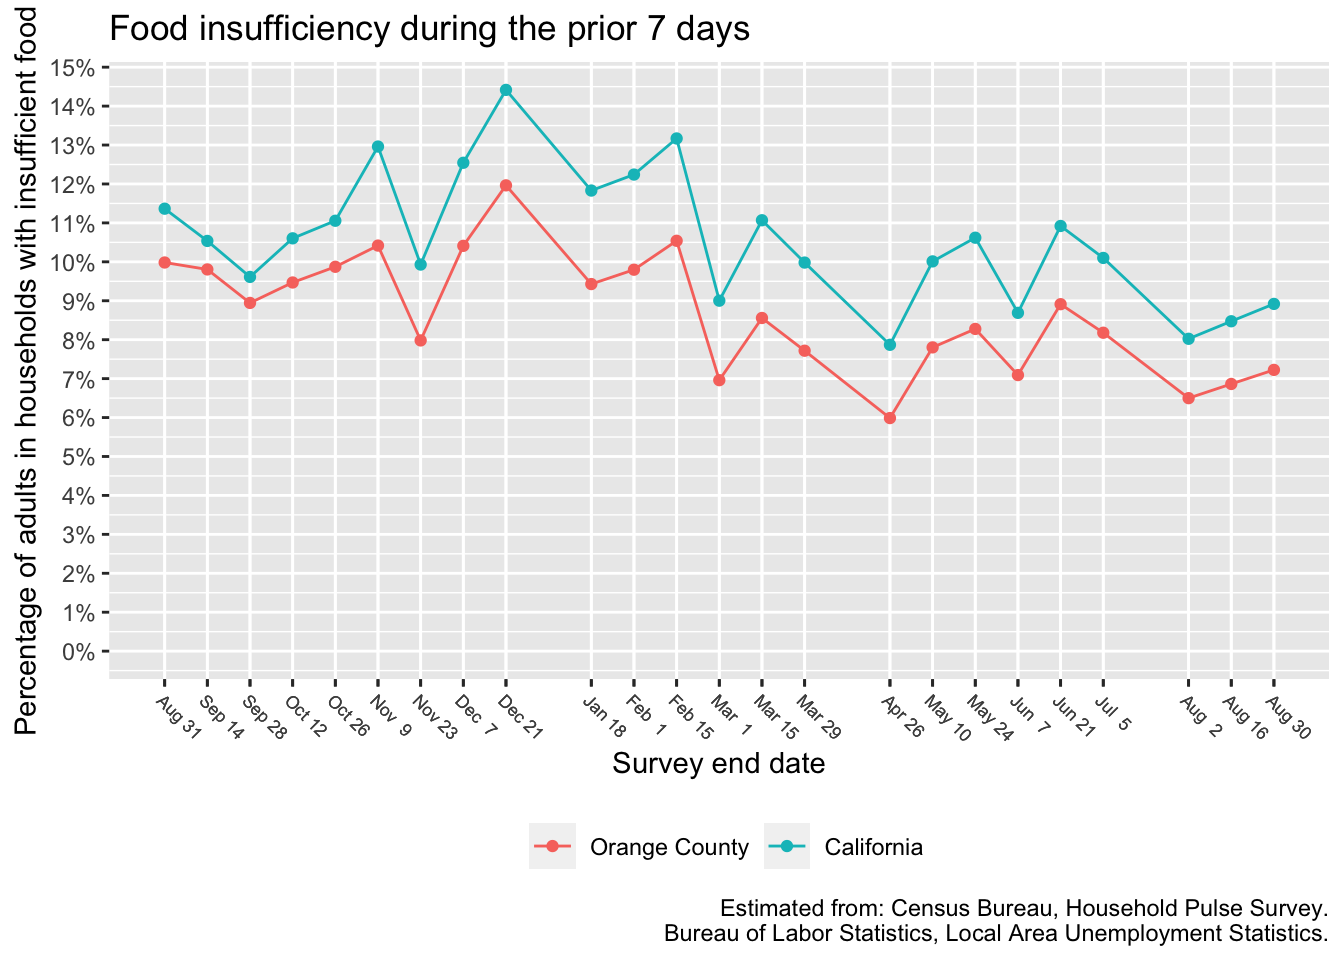 Food insufficiency during the prior 7 days
Percentage of adults in households with insufficient food
15%
14%
13%
12%
11%
10%
9%
8%
7%
6%
5%
4%
3%
2%
1%
0%
Aug 31
Sep 14
Sep 28
Oct 12
Oct 26
Nov 9
Nov 23
Dec 7
Dec 21
Jan 18
Feb 1
Feb 15
Mar 1
Mar 15
Mar 29
Apr 26
May 10
May 24
Jun 7
Jun 21
Jul 5
Aug 2
Aug 16
Aug 30
Survey end date
Orange County
California
Estimated from: Census Bureau, Household Pulse Survey.
Bureau of Labor Statistics, Local Area Unemployment Statistics.